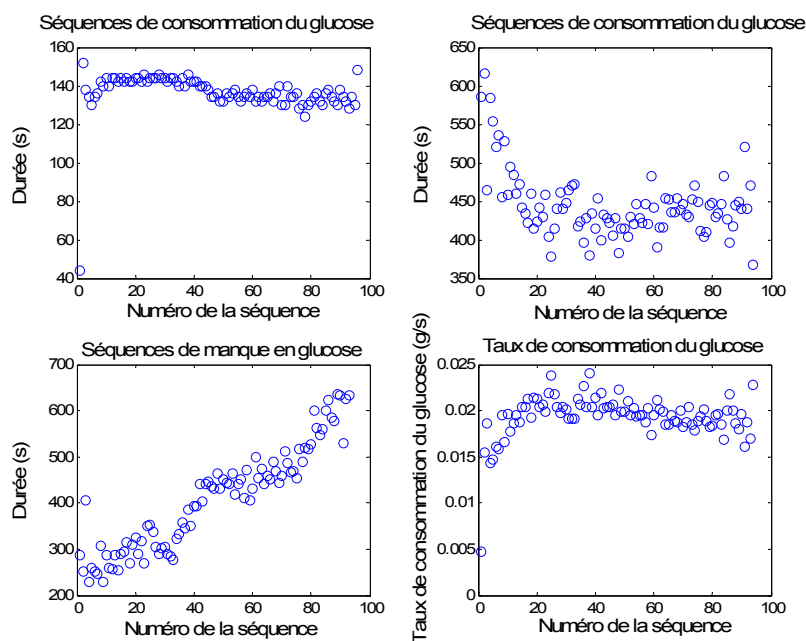 Séquences de consommation du glucose
160
140
120
100
80
60
40
Durée (s)
0 20 40 60 80 100
Numéro de la séquence
Séquences de consommation du glucose
650
600
550
500
450
400
350
Durée (s)
0 20 40 60 80 100
Numéro de la séquence
Séquences de manque en glucose
700
600
500
400
300
200
Durée (s)
0 20 40 60 80 100
Numéro de la séquence
Taux de consommation du glucose
0.025
0.02
0.015
0.01
0.005
0
Taux de consommation du glucose (g/s)
0 20 40 60 80 100
Numéro de la séquence